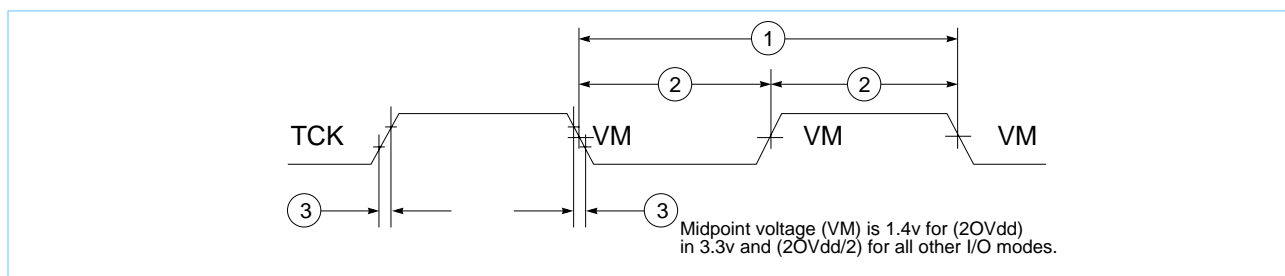 1
2 2
TCK VM VM VM
3 3
Midpoint voltage (VM) is 1.4v for (2OVdd)
in 3.3v and (2OVdd/2) for all other I/O modes.